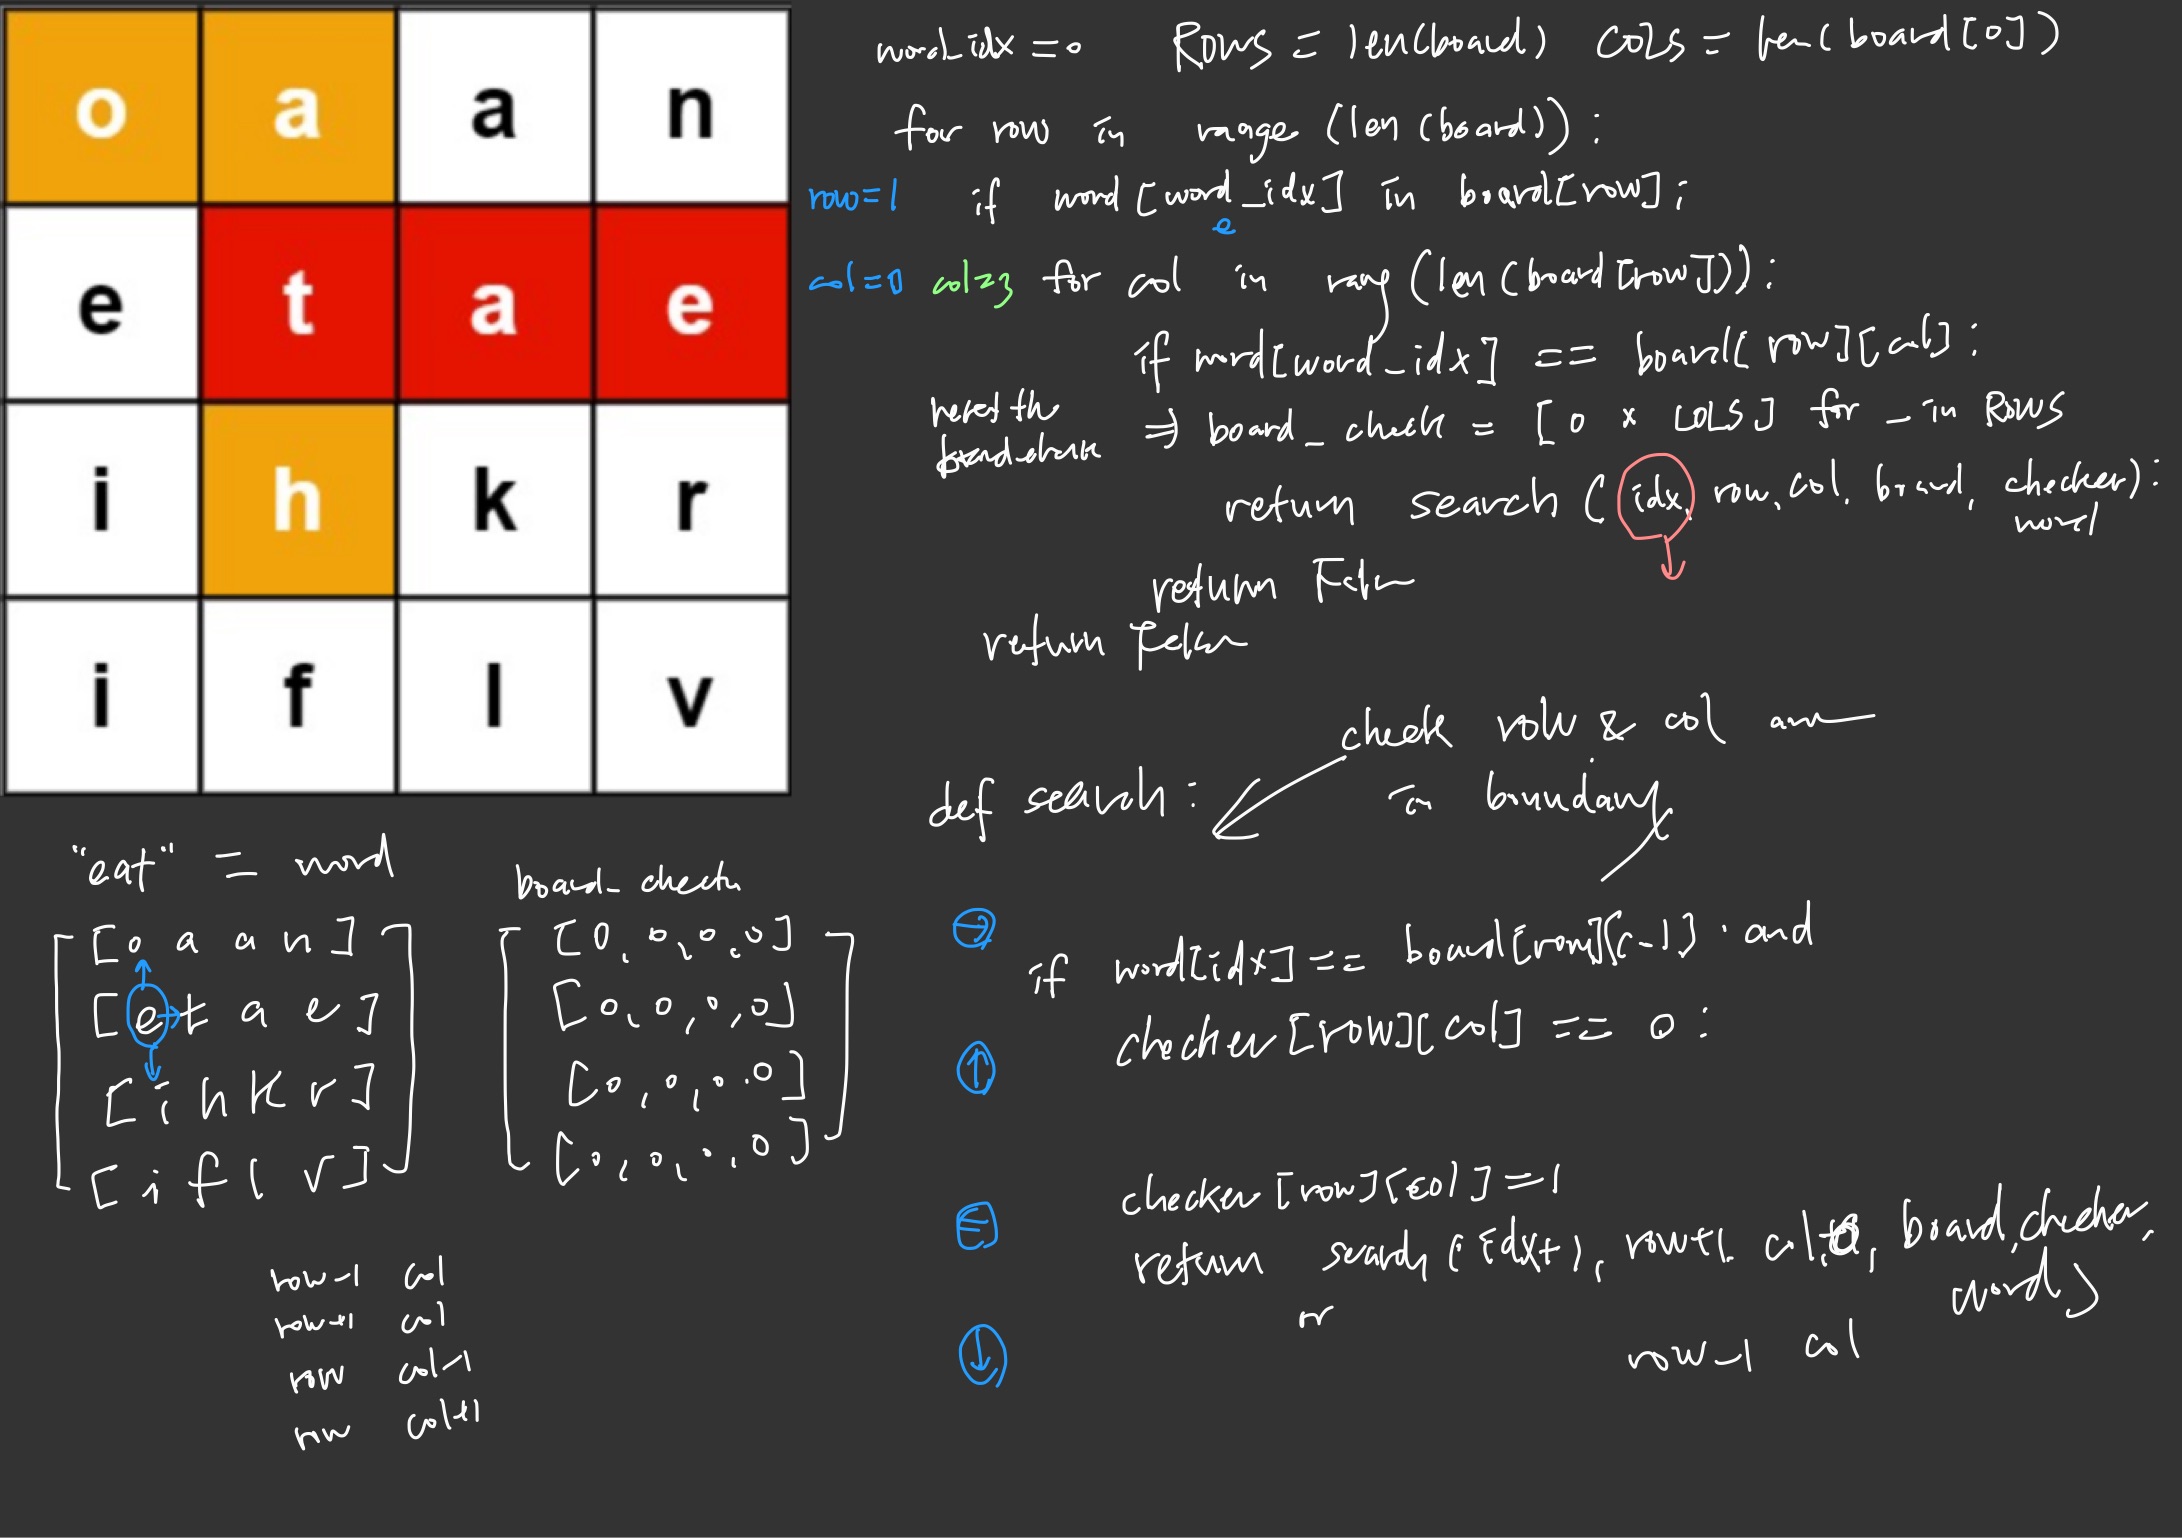 o a a n
e t a e
i h k r
i f l v
word_idx = 0 ROWS = len(board) COLS = len(board[0])
for row in range (len(board)):
row=1 if word[word_idx] in board[row]:
e
col=0 col=3 for col in rang (len(board[row])):
if word[word_idx] == board[row][col]:
⇒ board_check = [0 x COLS] for _ in ROWS
return search (idx, row, col, board, checker):
word
return False
return False
check row & col are
in boundary
def search:
if word[idx] == board[row][c-1] and
checker[row][col] == 0:
checker[row][col] = 1
return search (idx+1, row+1, col, board, checker,
word)
or
row-1 col
"eat" = word
[[o a a n]
[e t a e]
[i h k r]
[i f l v]]
board_checker
[[0,0,0,0]
[0,0,0,0]
[0,0,0,0]
[0,0,0,0]]
row-1 col
row+1 col
row col-1
row col+1